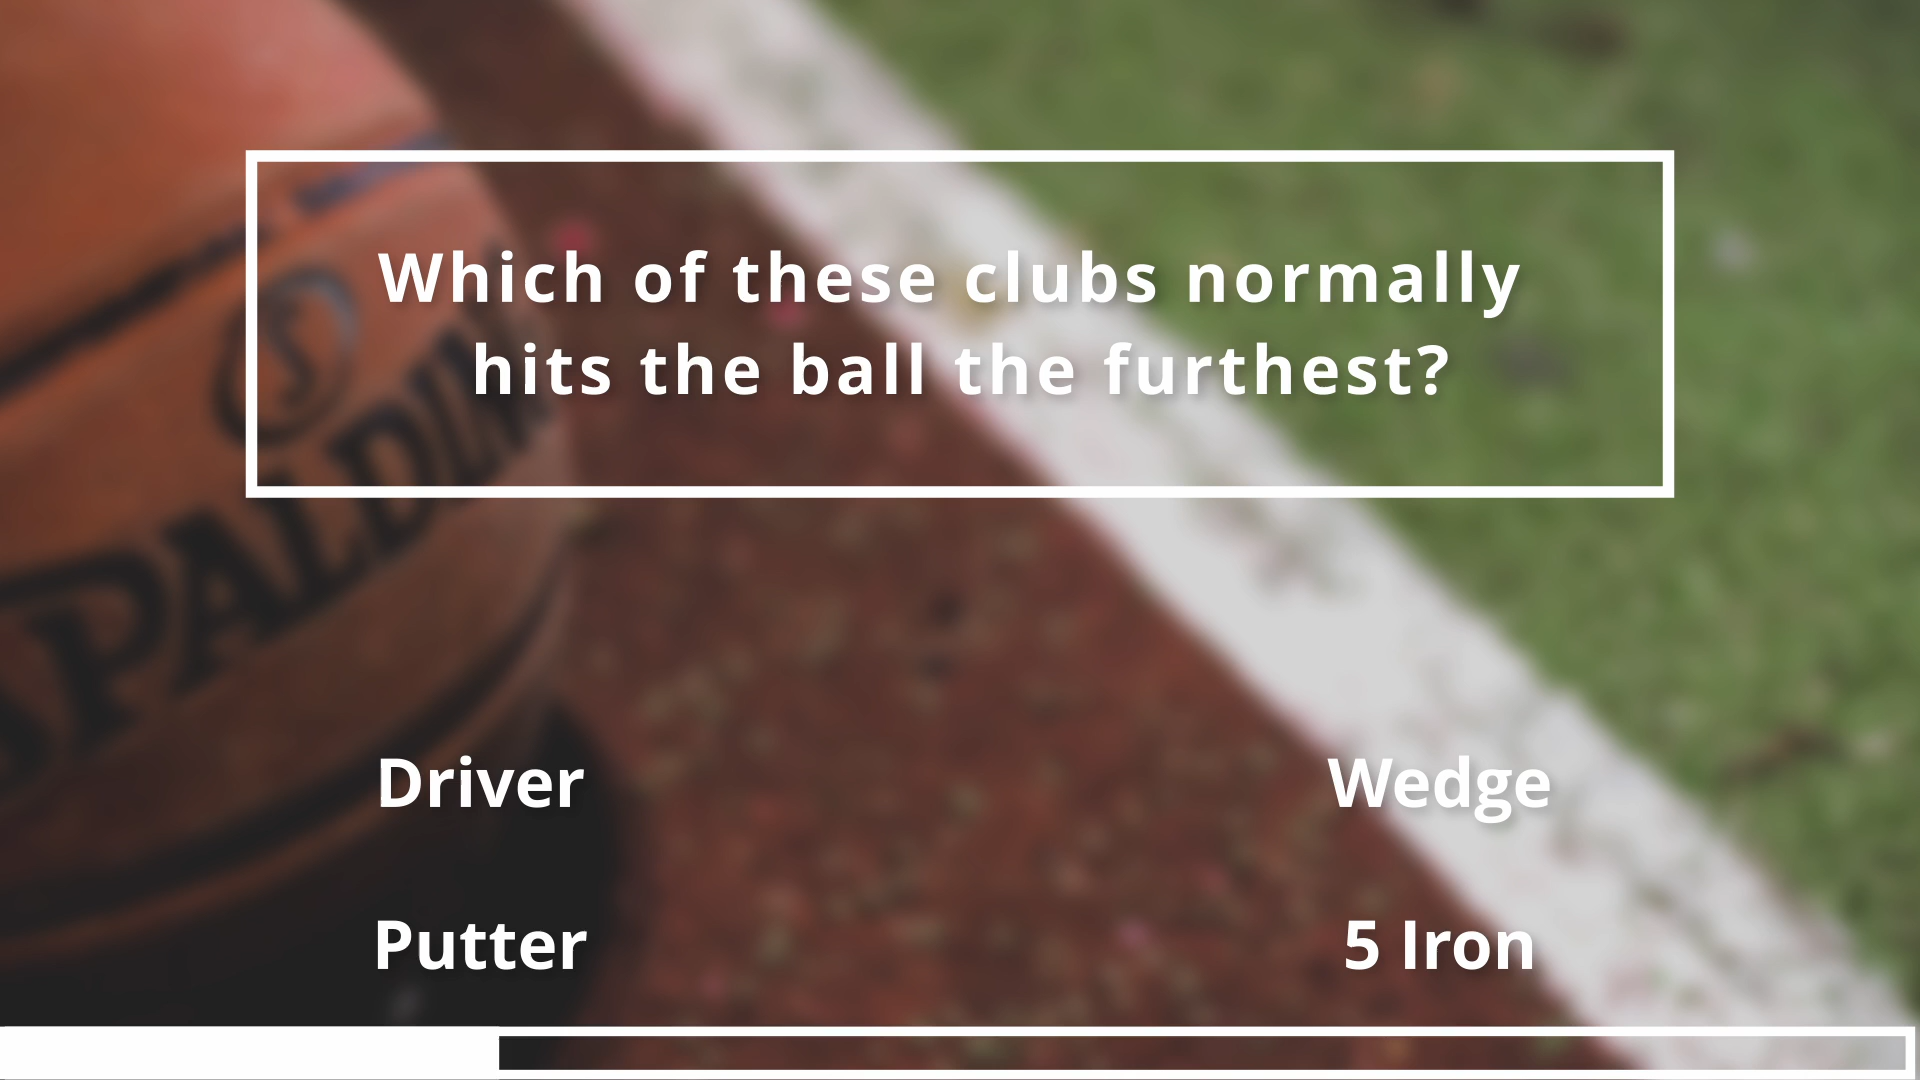 Which of these clubs normally
hits the ball the furthest?
SPALDING
Driver
Wedge
Putter
5 Iron